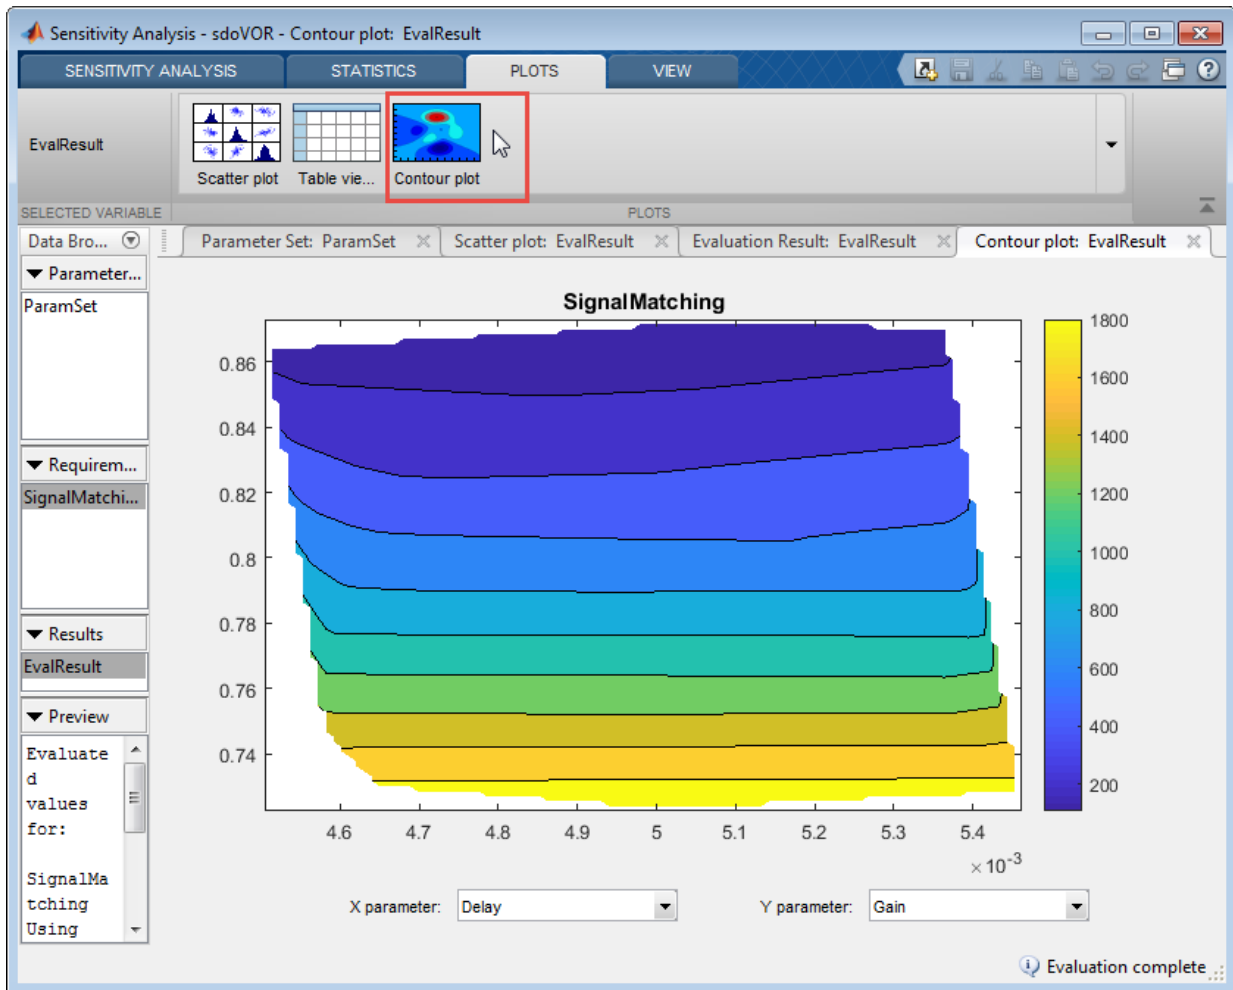 Sensitivity Analysis - sdoVOR - Contour plot: EvalResult
SENSITIVITY ANALYSIS STATISTICS PLOTS VIEW
EvalResult
Scatter plot Table vie... Contour plot
SELECTED VARIABLE PLOTS
Data Bro...
Parameter Set: ParamSet Scatter plot: EvalResult Evaluation Result: EvalResult Contour plot: EvalResult
Parameter...
ParamSet
Requirem...
SignalMatchi...
Results
EvalResult
Preview
Evaluate
d
values
for:
SignalMa
tching
Using
SignalMatching
0.86
0.84
0.82
0.8
0.78
0.76
0.74
4.6 4.7 4.8 4.9 5 5.1 5.2 5.3 5.4
×10-3
1800
1600
1400
1200
1000
800
600
400
200
X parameter: Delay Y parameter: Gain
Evaluation complete